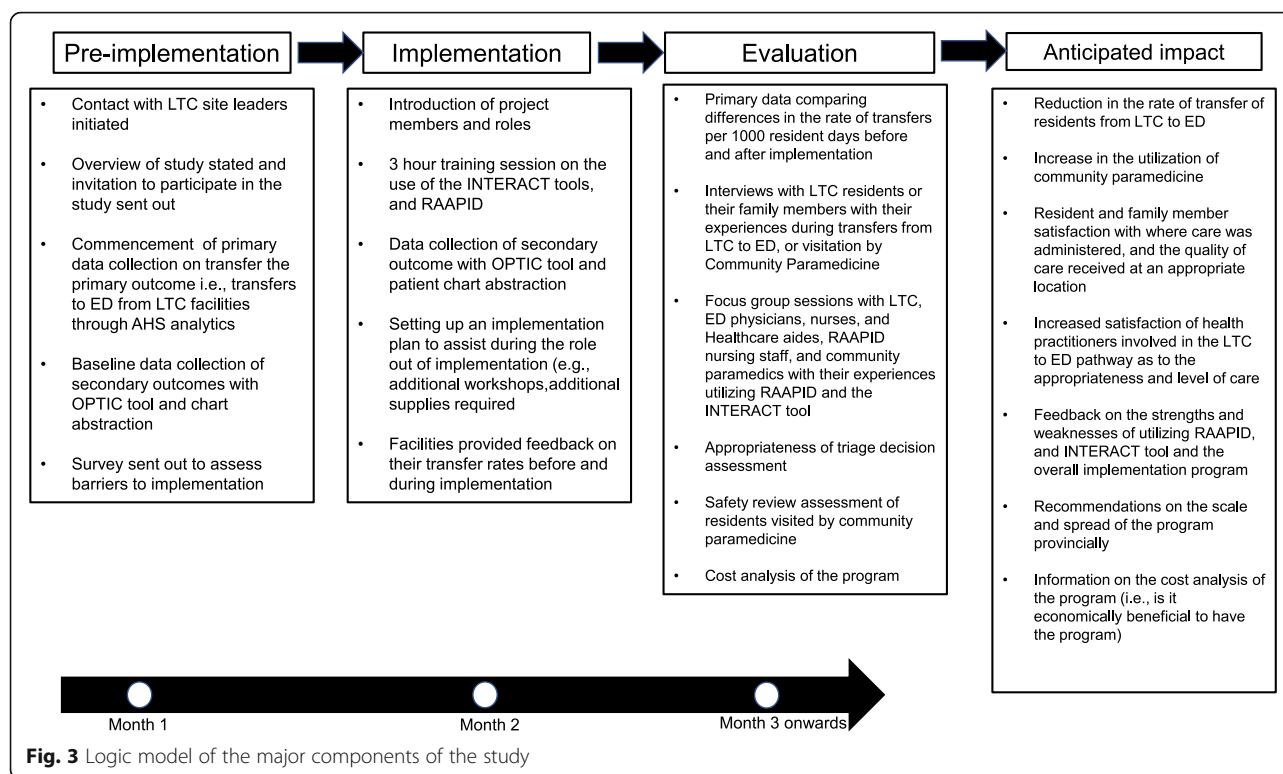 Pre-implementation
• Contact with LTC site leaders
initiated
• Overview of study stated and
invitation to participate in the
study sent out
• Commencement of primary
data collection on transfer the
primary outcome i.e., transfers
to ED from LTC facilities
through AHS analytics
• Baseline data collection of
secondary outcomes with
OPTIC tool and chart
abstraction
• Survey sent out to assess
barriers to implementation
Implementation
• Introduction of project
members and roles
• 3 hour training session on the
use of the INTERACT tools,
and RAAPID
• Data collection of secondary
outcome with OPTIC tool and
patient chart abstraction
• Setting up an implementation
plan to assist during the role
out of implementation (e.g.,
additional workshops,additional
supplies required
• Facilities provided feedback on
their transfer rates before and
during implementation
Evaluation
• Primary data comparing
differences in the rate of transfers
per 1000 resident days before
and after implementation
• Interviews with LTC residents or
their family members with their
experiences during transfers from
LTC to ED, or visitation by
Community Paramedicine
• Focus group sessions with LTC,
ED physicians, nurses, and
Healthcare aides, RAAPID
nursing staff, and community
paramedics with their experiences
utilizing RAAPID and the
INTERACT tool
• Appropriateness of triage decision
assessment
• Safety review assessment of
residents visited by community
paramedicine
• Cost analysis of the program
Anticipated impact
• Reduction in the rate of transfer of
residents from LTC to ED
• Increase in the utilization of
community paramedicine
• Resident and family member
satisfaction with where care was
administered, and the quality of
care received at an appropriate
location
• Increased satisfaction of health
practitioners involved in the LTC
to ED pathway as to the
appropriateness and level of care
• Feedback on the strengths and
weaknesses of utilizing RAAPID,
and INTERACT tool and the
overall implementation program
• Recommendations on the scale
and spread of the program
provincially
• Information on the cost analysis of
the program (i.e., is it
economically beneficial to have
the program)
Month 1
Month 2
Month 3 onwards
Fig. 3 Logic model of the major components of the study